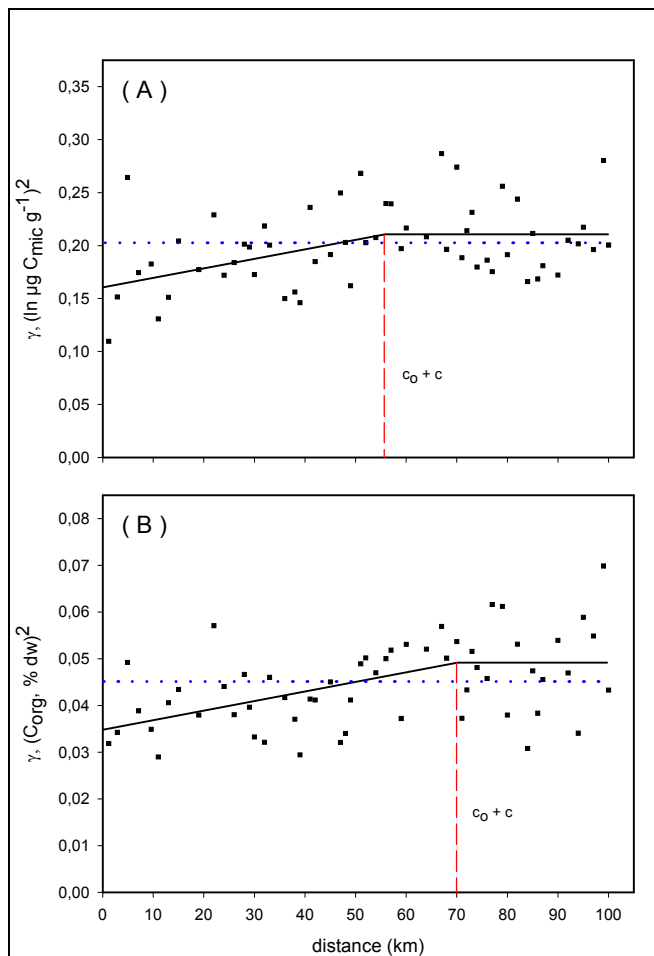 ( A )
γ, (ln µg Cmic g-1)2
0,35
0,30
0,25
0,20
0,15
0,10
0,05
0,00
co + c
( B )
γ, (Corg, % dw)2
0,08
0,07
0,06
0,05
0,04
0,03
0,02
0,01
0,00
co + c
0 10 20 30 40 50 60 70 80 90 100
distance (km)